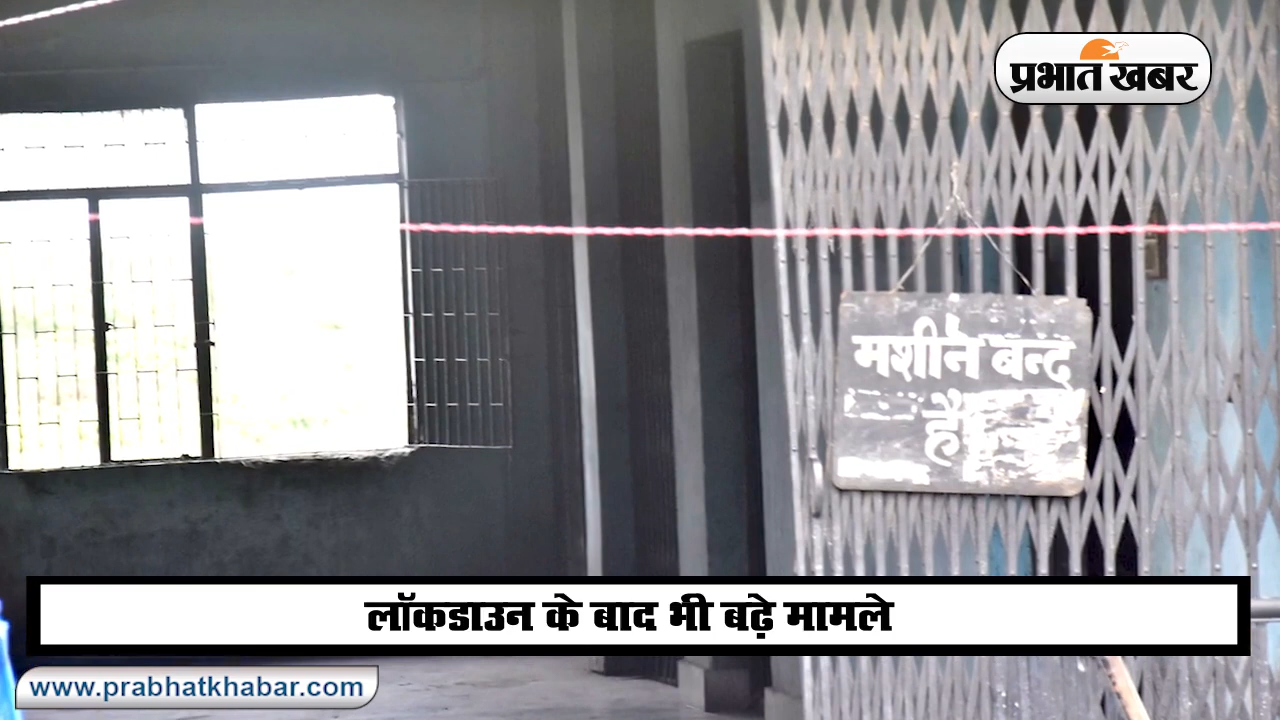 प्रभात खबर
मशीन बन्द
है
लॉकडाउन के बाद भी बढ़े मामले
www.prabhatkhabar.com